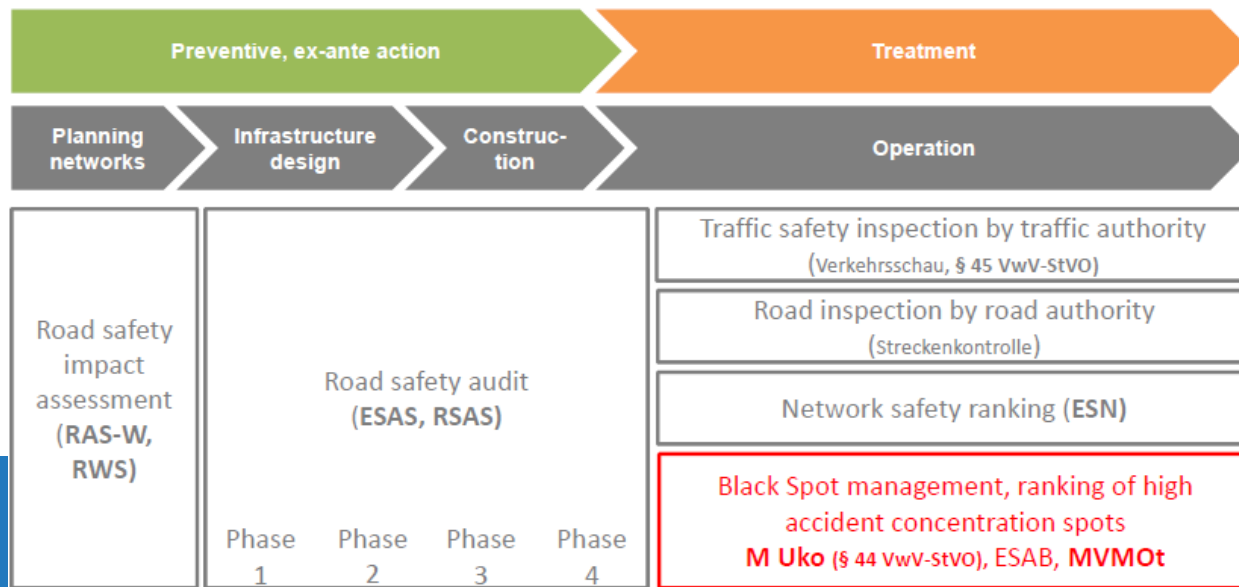 Preventive, ex-ante action
Treatment
Planning
networks
Infrastructure
design
Construc-
tion
Operation
Road safety
impact
assessment
(RAS-W,
RWS)
Road safety audit
(ESAS, RSAS)
Phase
1
Phase
2
Phase
3
Phase
4
Traffic safety inspection by traffic authority
(Verkehrsschau, § 45 VwV-StVO)
Road inspection by road authority
(Streckenkontrolle)
Network safety ranking (ESN)
Black Spot management, ranking of high
accident concentration spots
M Uko (§ 44 VwV-StVO), ESAB, MVMOt